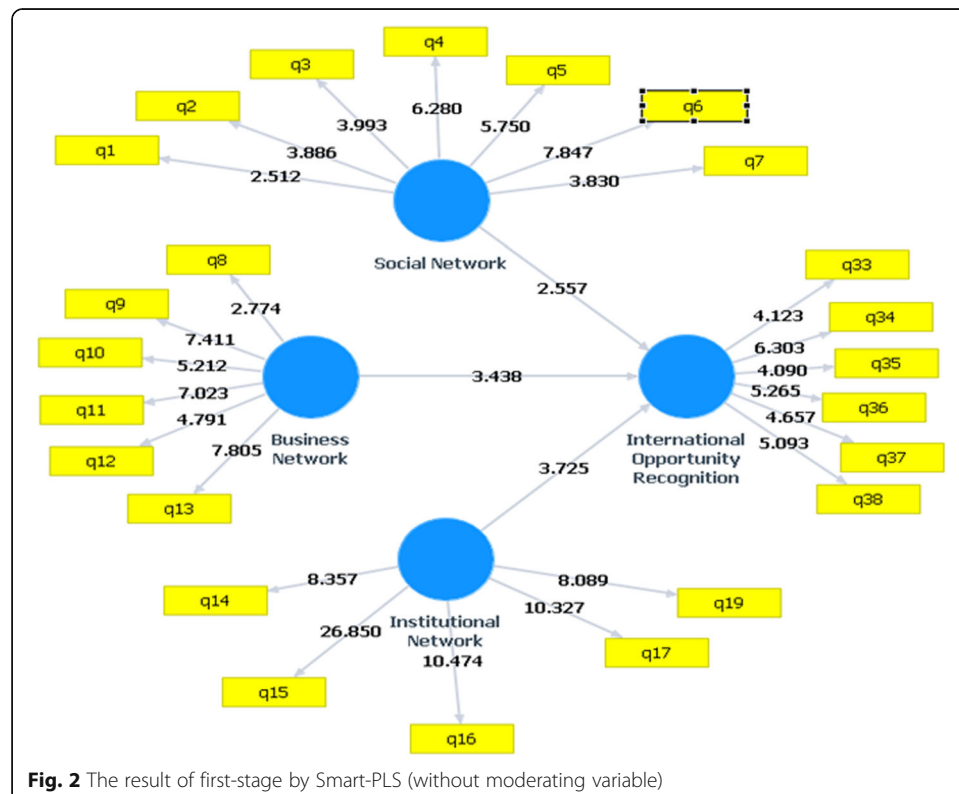 q4
q3
q5
q2
q6
q1
q7
6.280
3.993
5.750
3.886
7.847
2.512
3.830
Social Network
q8
2.774
q9
7.411
q10
5.212
q11
7.023
q12
4.791
q13
7.805
Business
Network
2.557
3.438
3.725
q33
4.123
q34
6.303
q35
4.090
q36
5.265
q37
4.657
q38
5.093
International
Opportunity
Recognition
q14
8.357
Institutional
Network
q15
26.850
q16
10.474
q17
10.327
q19
8.089
Fig. 2 The result of first-stage by Smart-PLS (without moderating variable)